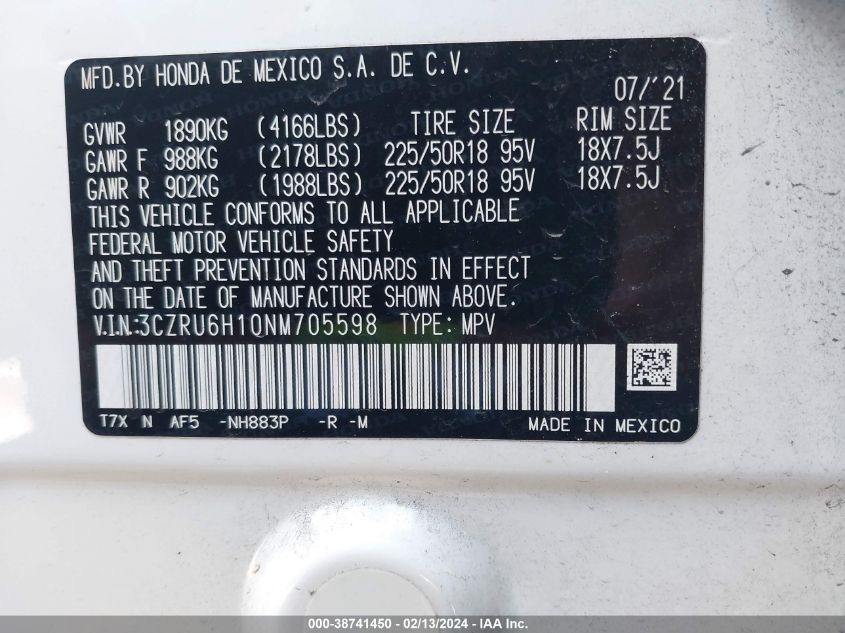 MFD.BY HONDA DE MEXICO S.A. DE C.V.
07/'21
GVWR 1890KG (4166LBS) TIRE SIZE RIM SIZE
GAWR F 988KG (2178LBS) 225/50R18 95V 18X7.5J
GAWR R 902KG (1988LBS) 225/50R18 95V 18X7.5J
THIS VEHICLE CONFORMS TO ALL APPLICABLE
FEDERAL MOTOR VEHICLE SAFETY
AND THEFT PREVENTION STANDARDS IN EFFECT
ON THE DATE OF MANUFACTURE SHOWN ABOVE.
V.I.N.:3CZRU6H1QNM705598 TYPE: MPV
T7X N AF5 -NH883P -R -M MADE IN MEXICO
000-38741450 - 02/13/2024 - IAA Inc.